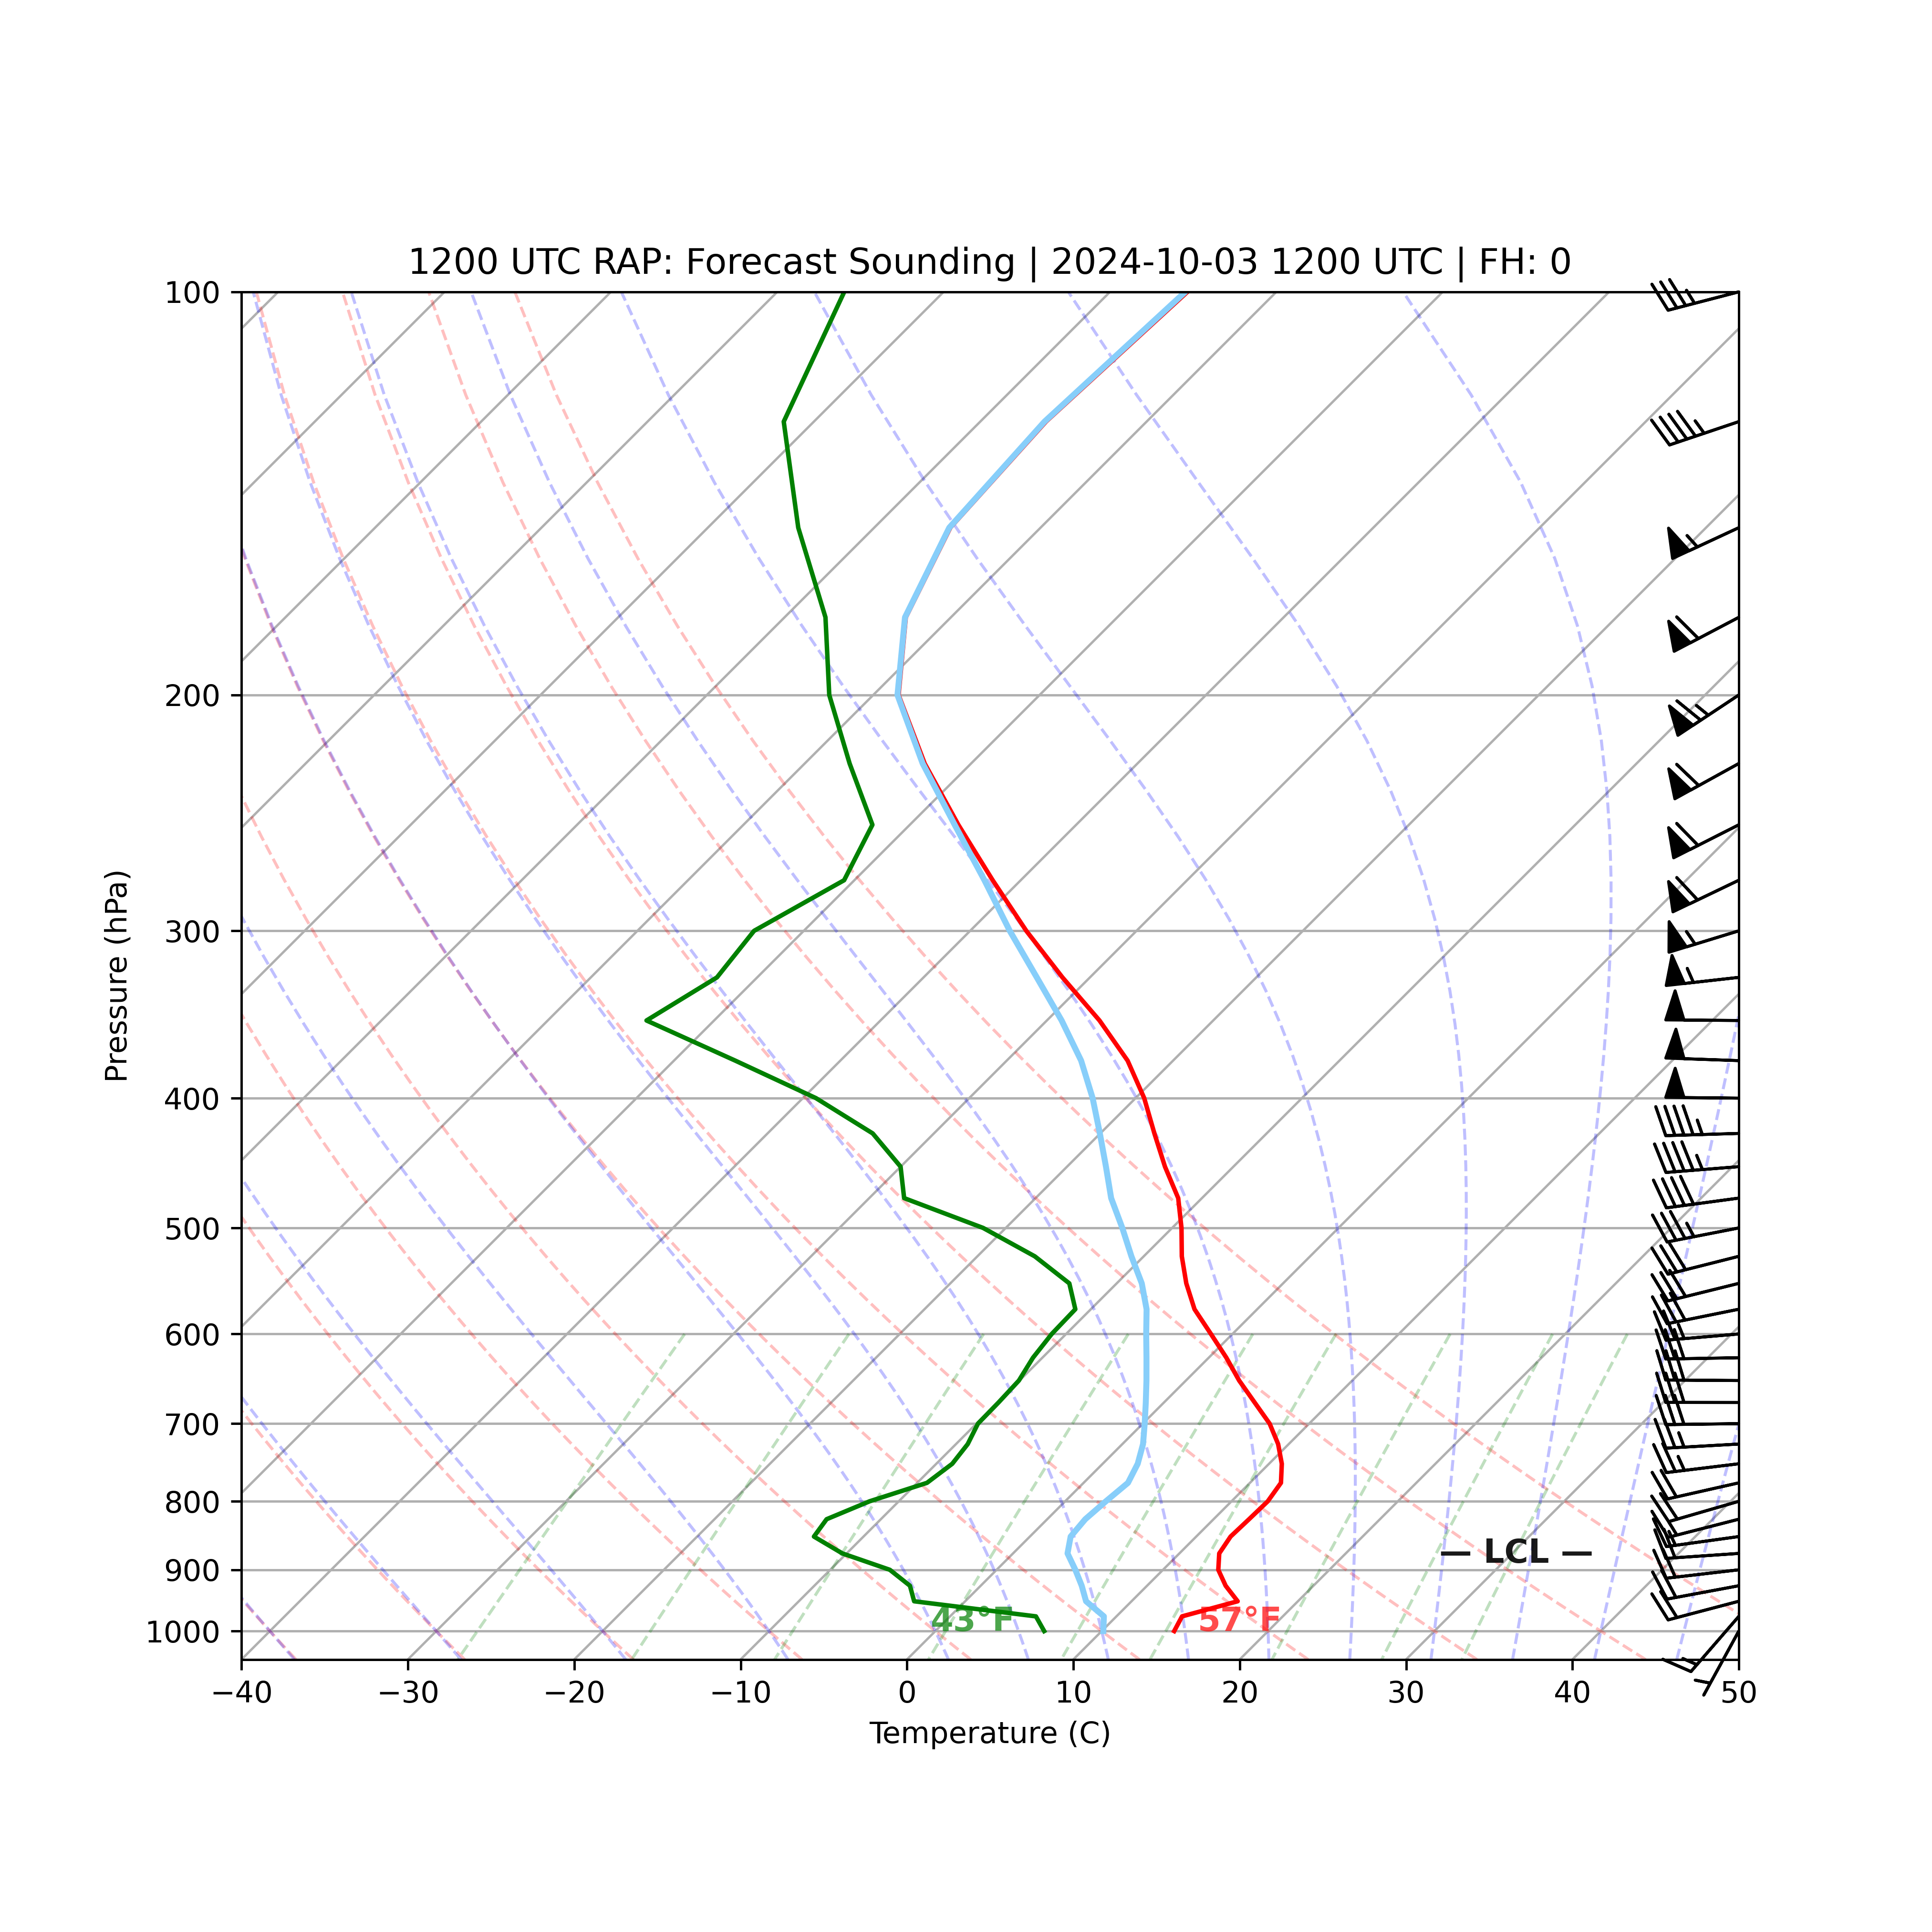 1200 UTC RAP: Forecast Sounding | 2024-10-03 1200 UTC | FH: 0
100
200
300
400
500
600
700
800
900
1000
Pressure (hPa)
— LCL —
43°F
57°F
−40 −30 −20 −10 0 10 20 30 40 50
Temperature (C)